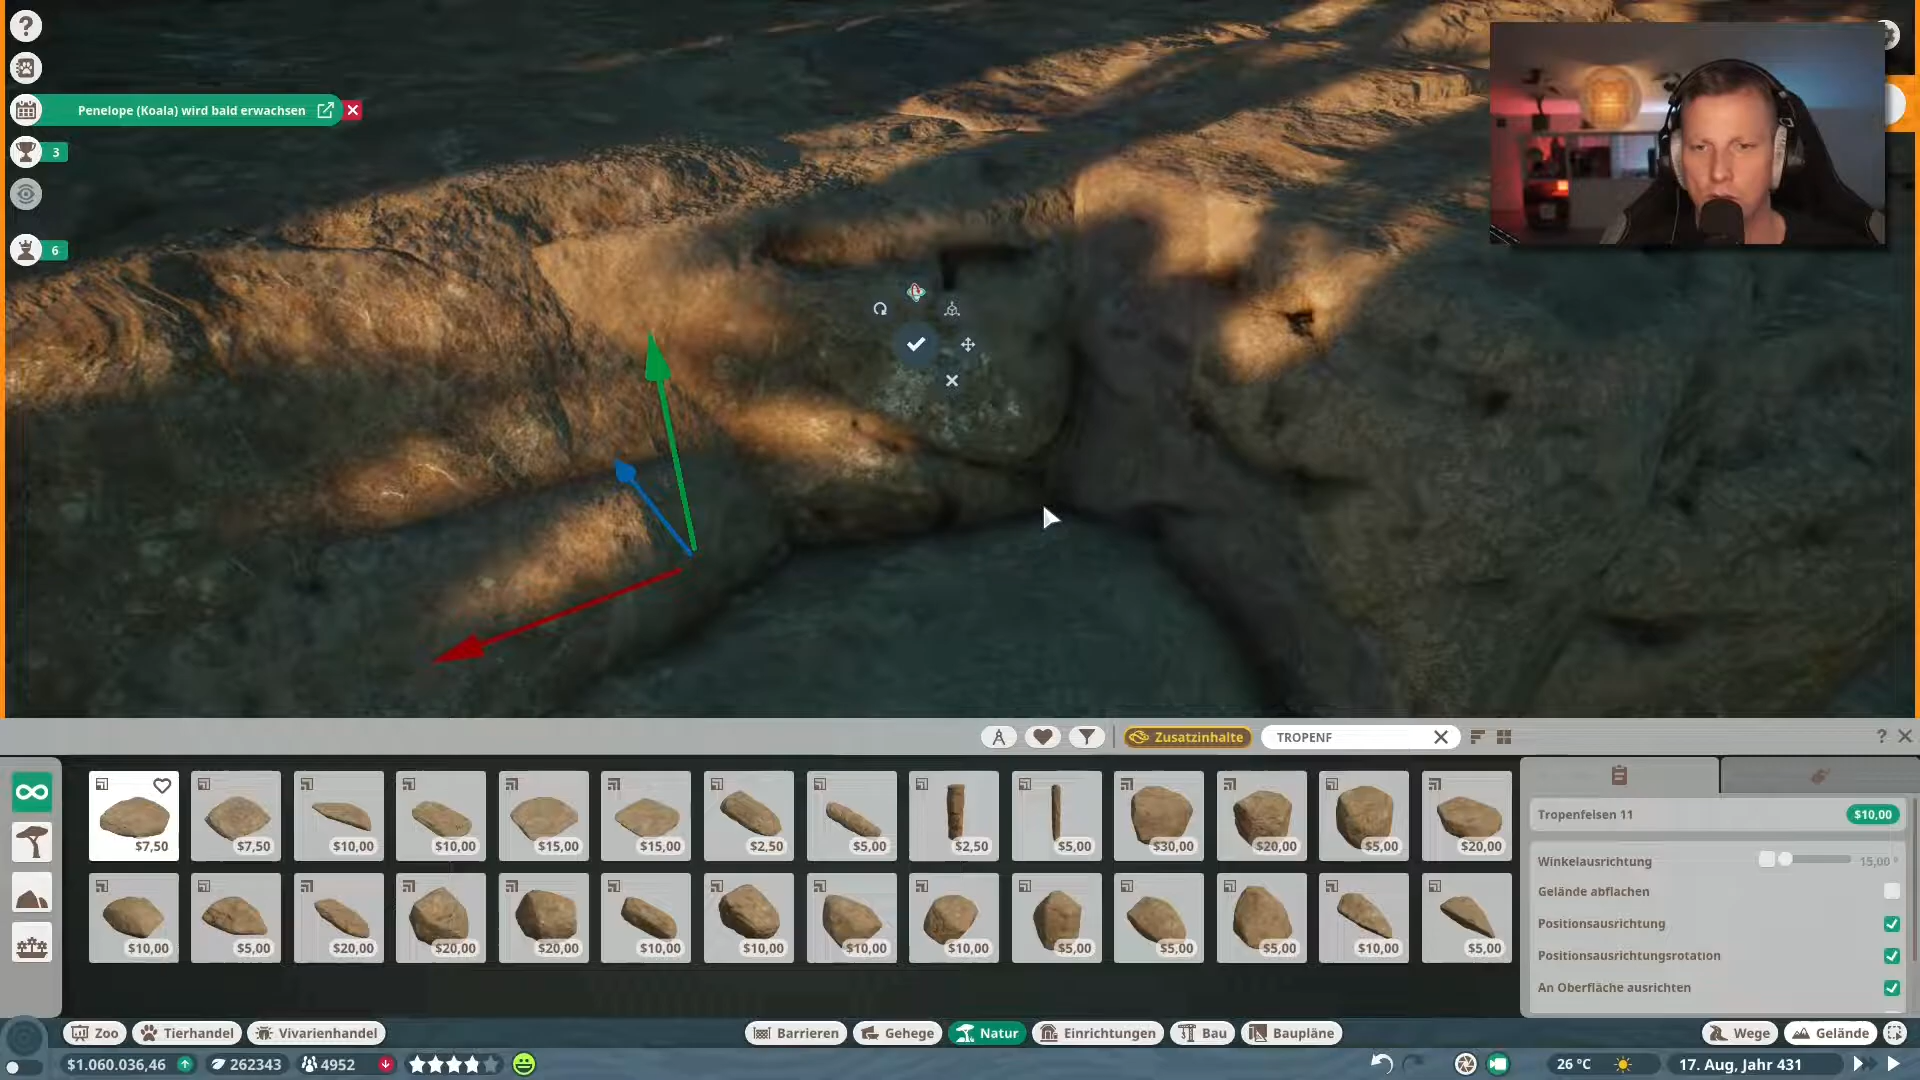 ?
Penelope (Koala) wird bald erwachsen
3
6
Zusatzinhalte
TROPENF
?
$7,50
$7,50
$10,00
$10,00
$15,00
$15,00
$2,50
$5,00
$2,50
$5,00
$30,00
$20,00
$5,00
$20,00
$10,00
$5,00
$20,00
$20,00
$20,00
$10,00
$10,00
$10,00
$10,00
$5,00
$5,00
$5,00
$10,00
$5,00
Tropenfelsen 11
$10,00
Winkelausrichtung
15,00 °
Gelände abflachen
Positionsausrichtung
Positionsausrichtungsrotation
An Oberfläche ausrichten
Zoo
Tierhandel
Vivarienhandel
Barrieren
Gehege
Natur
Einrichtungen
Bau
Baupläne
Wege
Gelände
$1.060.036,46
262343
4952
26 °C
17. Aug, Jahr 431